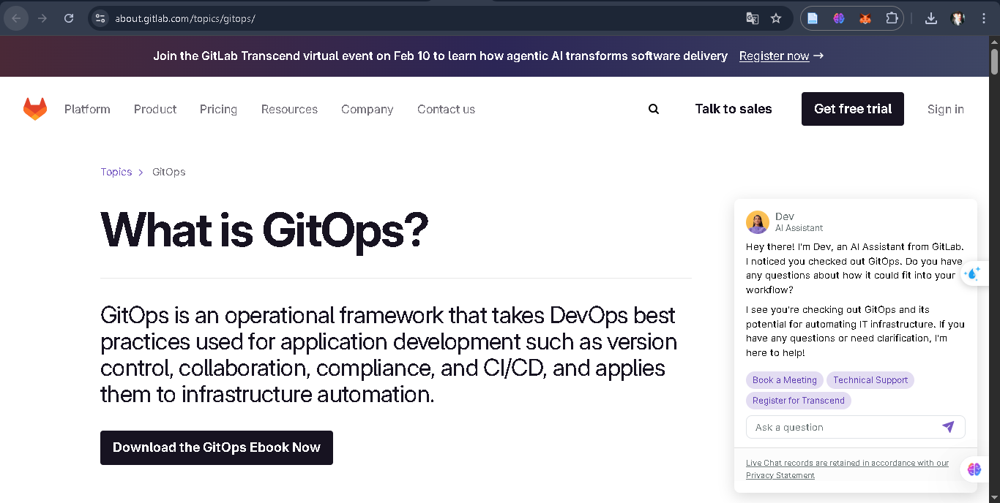 about.gitlab.com/topics/gitops/
Join the GitLab Transcend virtual event on Feb 10 to learn how agentic AI transforms software delivery Register now →
Platform Product Pricing Resources Company Contact us Talk to sales Get free trial Sign in
Topics > GitOps
What is GitOps?
GitOps is an operational framework that takes DevOps best
practices used for application development such as version
control, collaboration, compliance, and CI/CD, and applies
them to infrastructure automation.
Download the GitOps Ebook Now
Dev
AI Assistant
Hey there! I'm Dev, an AI Assistant from GitLab.
I noticed you checked out GitOps. Do you have
any questions about how it could fit into your
workflow?
I see you're checking out GitOps and its
potential for automating IT infrastructure. If you
have any questions or need clarification, I'm
here to help!
Book a Meeting Technical Support
Register for Transcend
Ask a question
Live Chat records are retained in accordance with our
Privacy Statement